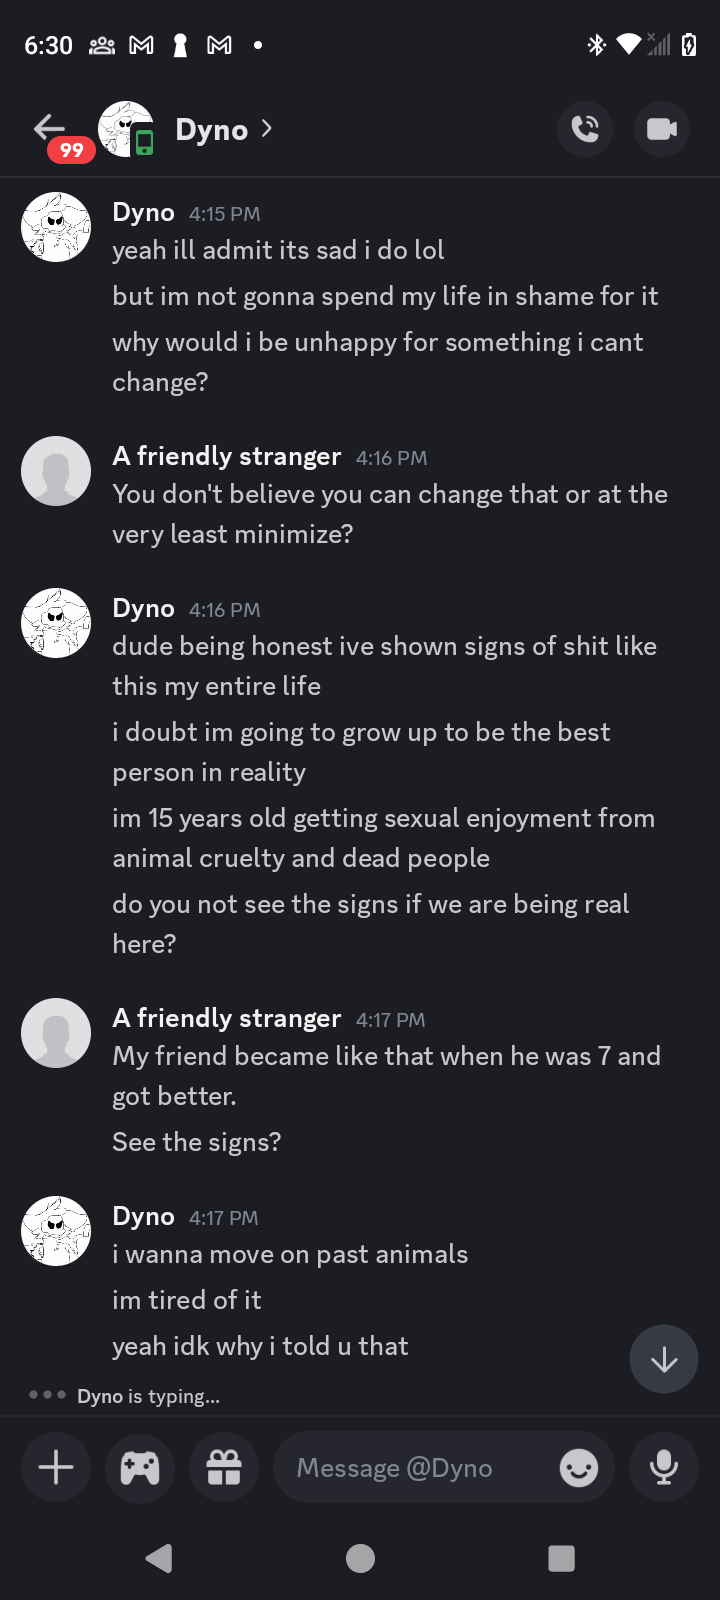 6:30
99
Dyno
Dyno 4:15 PM
yeah ill admit its sad i do lol
but im not gonna spend my life in shame for it
why would i be unhappy for something i cant
change?
A friendly stranger 4:16 PM
You don't believe you can change that or at the
very least minimize?
Dyno 4:16 PM
dude being honest ive shown signs of shit like
this my entire life
i doubt im going to grow up to be the best
person in reality
im 15 years old getting sexual enjoyment from
animal cruelty and dead people
do you not see the signs if we are being real
here?
A friendly stranger 4:17 PM
My friend became like that when he was 7 and
got better.
See the signs?
Dyno 4:17 PM
i wanna move on past animals
im tired of it
yeah idk why i told u that
Dyno is typing...
Message @Dyno